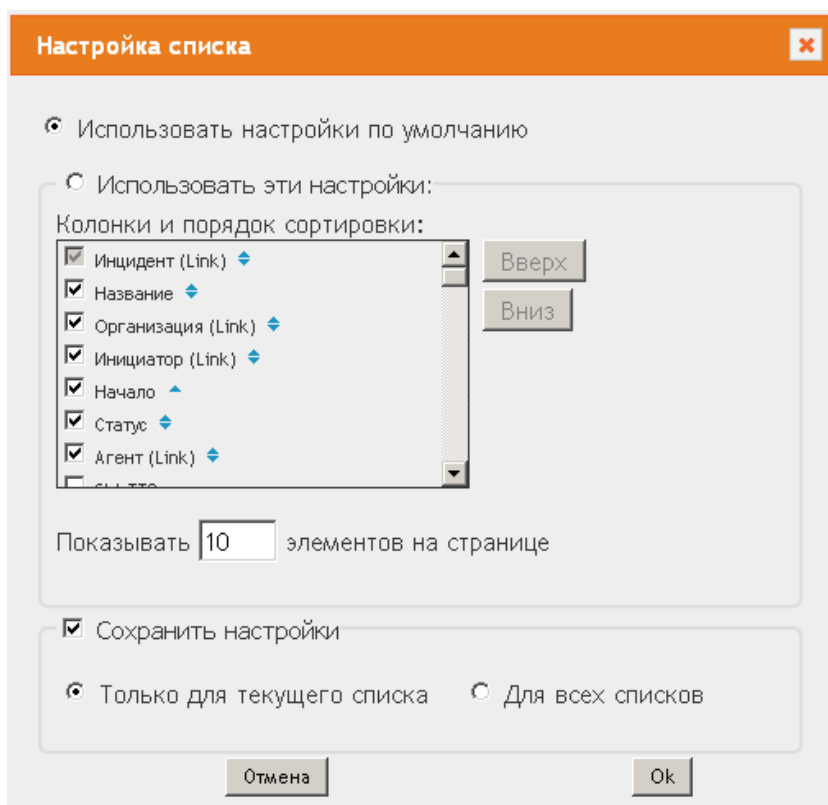 Настройка списка
Использовать настройки по умолчанию
Использовать эти настройки:
Колонки и порядок сортировки:
Инцидент (Link)
Вверх
Название
Вниз
Организация (Link)
Инициатор (Link)
Начало
Статус
Агент (Link)
Показывать 10 элементов на странице
Сохранить настройки
Только для текущего списка Для всех списков
Отмена Ok